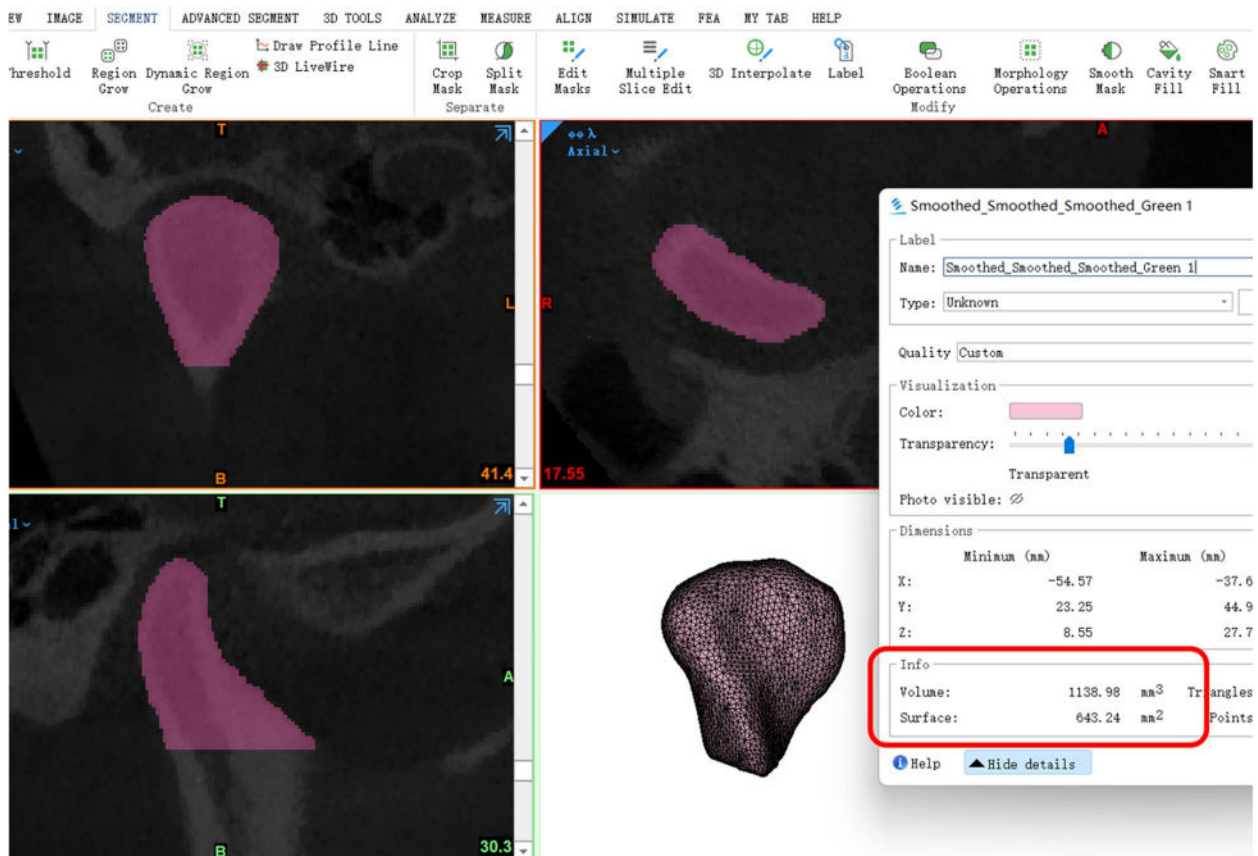 EW IMAGE SEGMENT ADVANCED SEGMENT 3D TOOLS ANALYZE MEASURE ALIGN SIMULATE FEA MY TAB HELP
Threshold
Region Grow
Dynamic Region Grow
Draw Profile Line
3D LiveWire
Crop Mask
Split Mask
Edit Masks
Multiple Slice Edit
3D Interpolate
Label
Boolean Operations
Morphology Operations
Smooth Mask
Cavity Fill
Smart Fill
Create
Separate
Modify
T
L
B
41.4
Axial
A
R
17.55
T
A
B
30.3
Smoothed_Smoothed_Smoothed_Green 1
Label
Name: Smoothed_Smoothed_Smoothed_Green 1
Type: Unknown
Quality Custom
Visualization
Color:
Transparency:
Transparent
Photo visible:
Dimensions
Minimum (mm) Maximum (mm)
X: -54.57 -37.6
Y: 23.25 44.9
Z: 8.55 27.7
Info
Volume: 1138.98 mm3 Triangles
Surface: 643.24 mm2 Points
Help Hide details